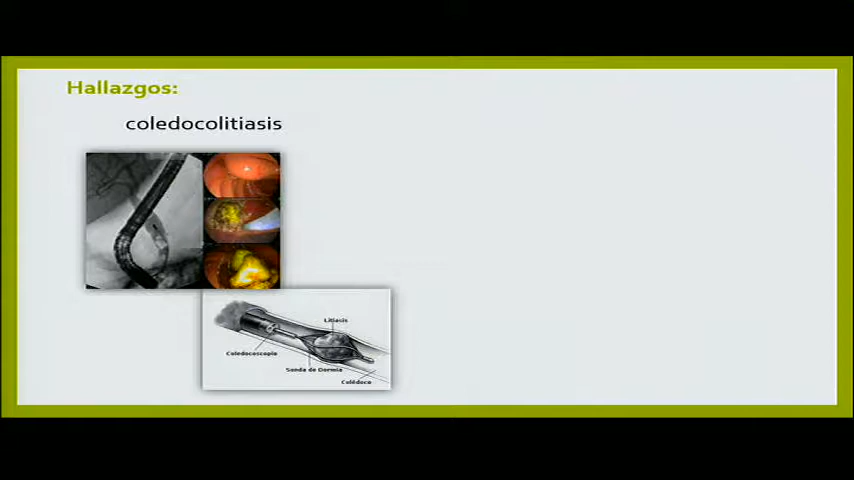 Hallazgos:
coledocolitiasis
Litiasis
Coledocoscopio
Sonda de Dormia
Colédoco